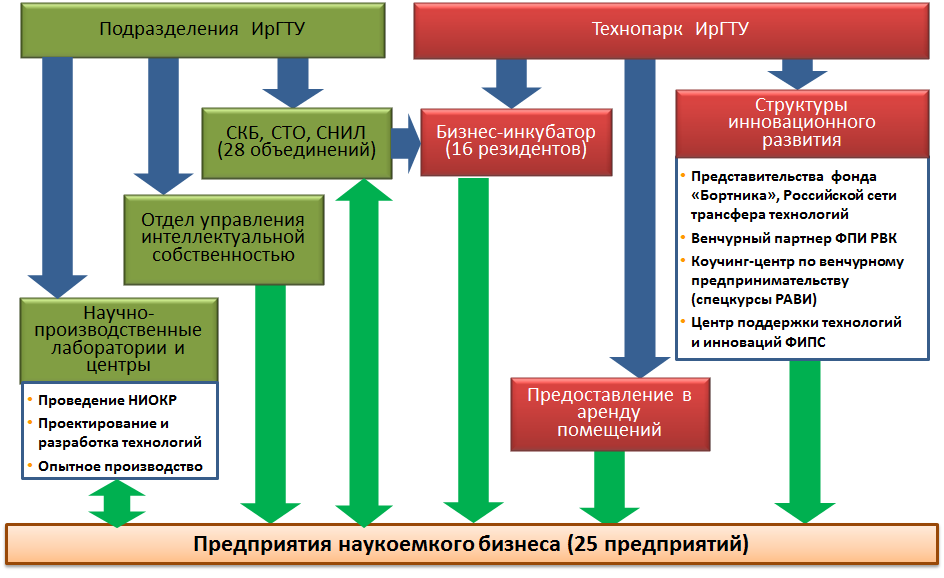 Подразделения ИрГТУ
Технопарк ИрГТУ
СКБ, СТО, СНИЛ
(28 объединений)
Бизнес-инкубатор
(16 резидентов)
Структуры
инновационного
развития
• Представительства фонда
«Бортника», Российской сети
трансфера технологий
• Венчурный партнер ФПИ РВК
• Коучинг-центр по венчурному
предпринимательству
(спецкурсы РАВИ)
• Центр поддержки технологий
и инноваций ФИПС
Отдел управления
интеллектуальной
собственностью
Научно-
производственные
лаборатории и
центры
• Проведение НИОКР
• Проектирование и
разработка технологий
• Опытное производство
Предоставление в
аренду
помещений
Предприятия наукоемкого бизнеса (25 предприятий)